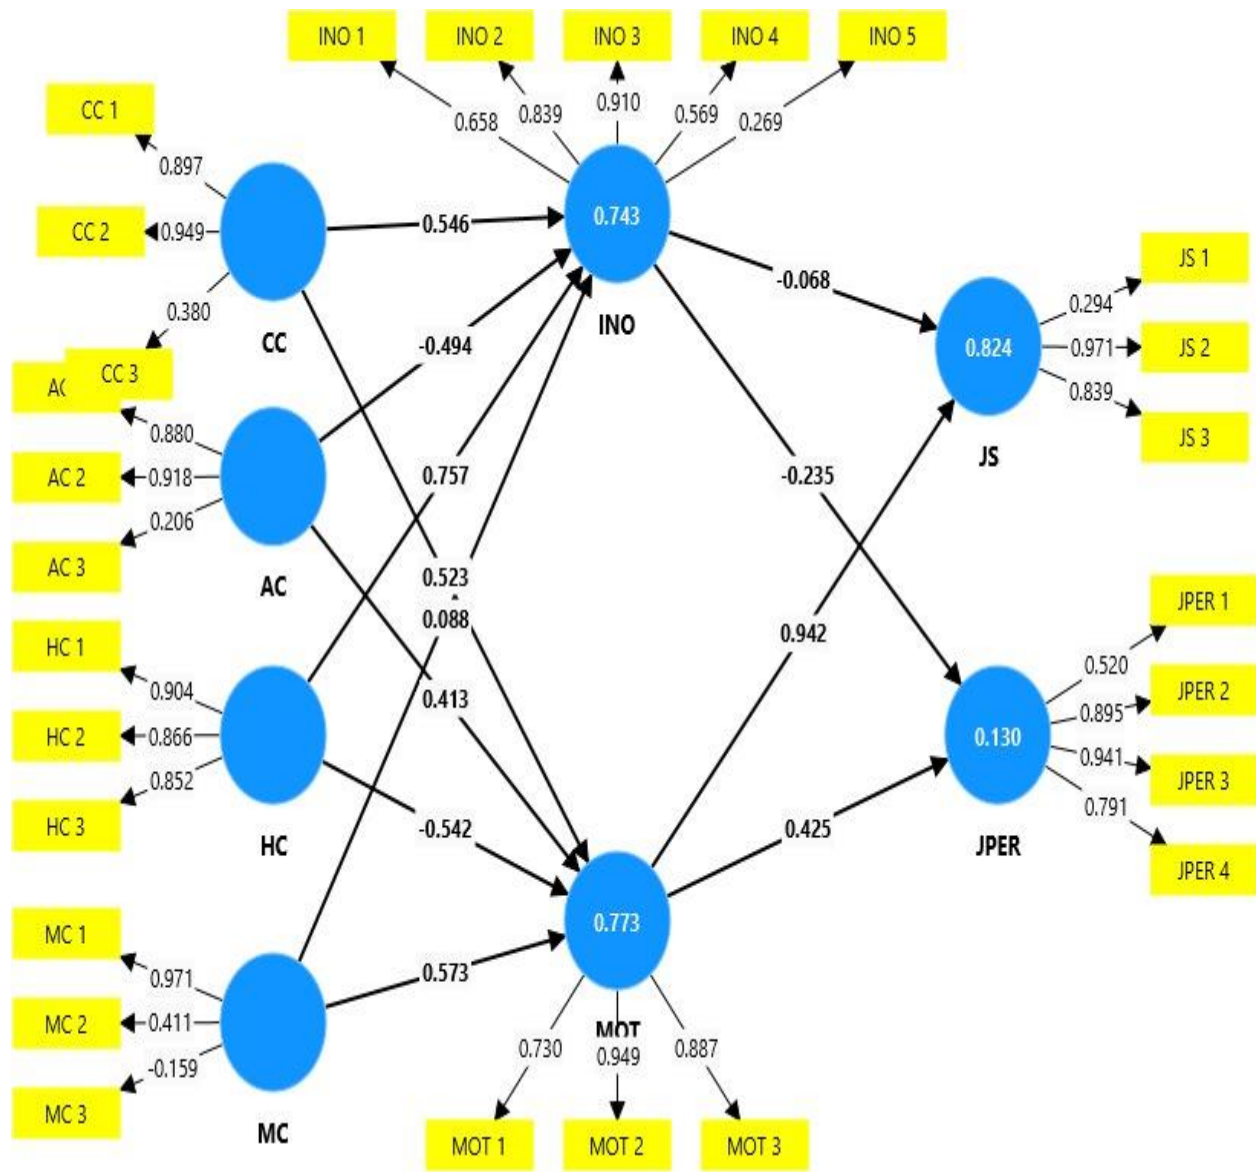 INO 1
INO 2
INO 3
INO 4
INO 5
0.658
0.839
0.910
0.569
0.269
CC 1
CC 2
CC 3
0.897
0.949
0.380
CC
AC
AC 2
AC 3
0.880
0.918
0.206
AC
HC 1
HC 2
HC 3
0.904
0.866
0.852
HC
MC 1
MC 2
MC 3
0.971
0.411
-0.159
MC
0.546
-0.494
0.757
0.523
0.088
0.413
-0.542
0.573
0.743
INO
0.773
MOT
0.730
0.949
0.887
MOT 1
MOT 2
MOT 3
-0.068
-0.235
0.942
0.425
0.824
JS
0.294
0.971
0.839
JS 1
JS 2
JS 3
0.130
JPER
0.520
0.895
0.941
0.791
JPER 1
JPER 2
JPER 3
JPER 4